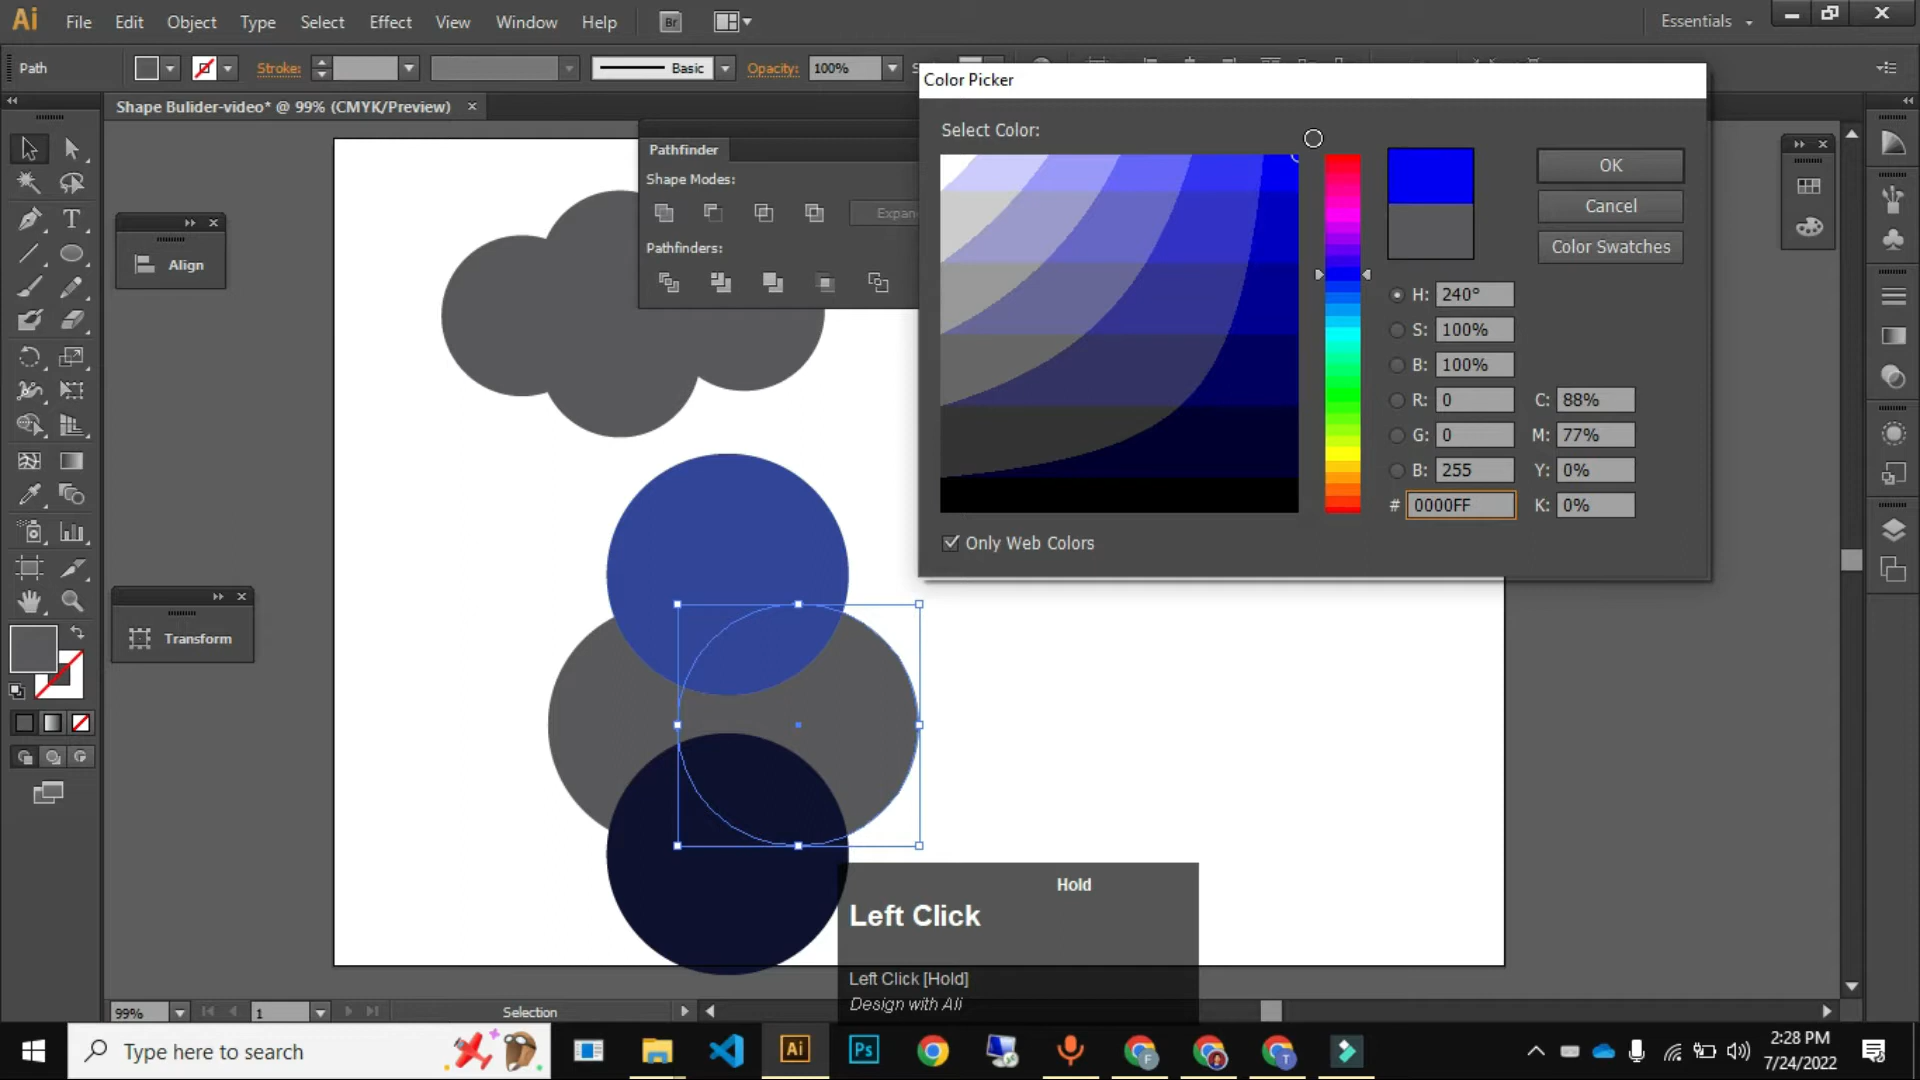 Ai File Edit Object Type Select Effect View Window Help Br Essentials
Path Stroke: Basic Opacity: 100%
Shape Bulider-video* @ 99% (CMYK/Preview)
Color Picker
Select Color:
OK
Cancel
Color Swatches
H: 240°
S: 100%
B: 100%
R: 0 C: 88%
G: 0 M: 77%
B: 255 Y: 0%
# 0000FF K: 0%
Only Web Colors
Pathfinder
Shape Modes:
Pathfinders:
Align
Transform
Hold
Left Click
Left Click [Hold]
Design with Ali
99% 1 Selection
Type here to search
Ai Ps F T
2:28 PM
7/24/2022